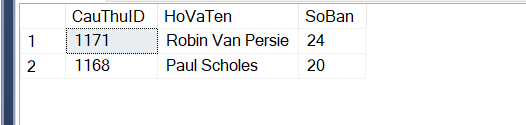 CauThuID HoVaTen SoBan
1 1171 Robin Van Persie 24
2 1168 Paul Scholes 20